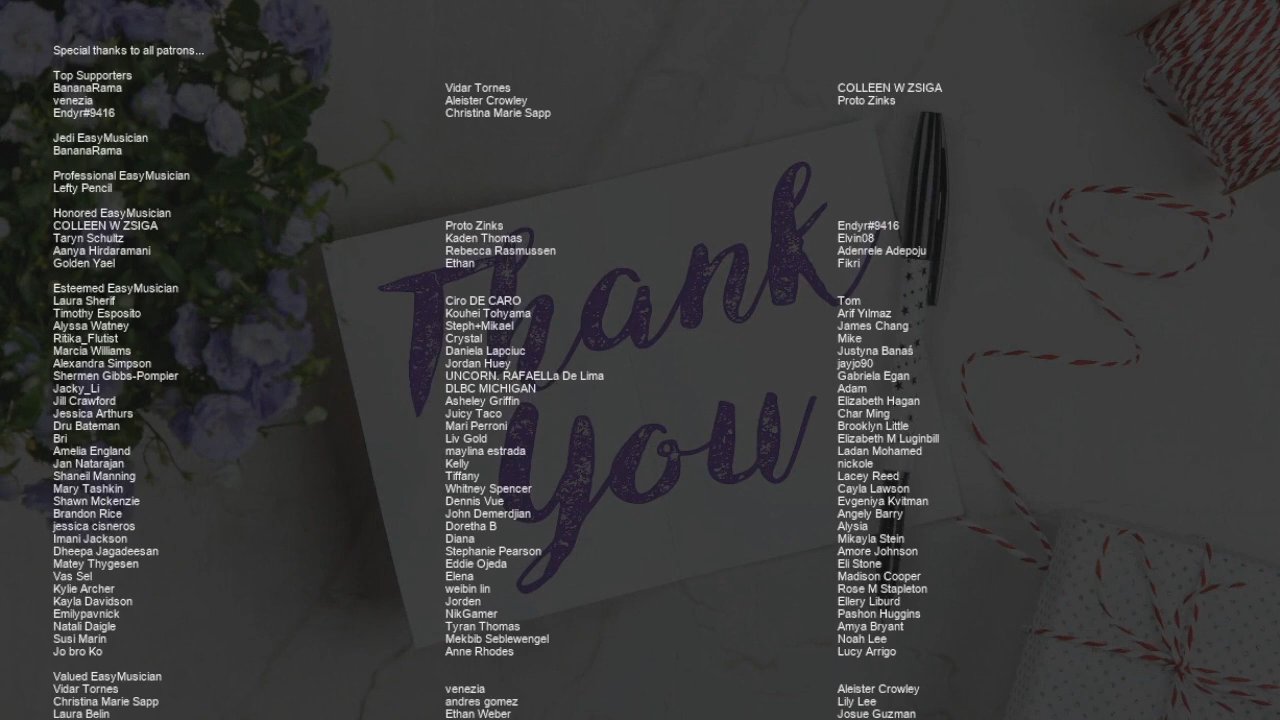 Special thanks to all patrons...
Top Supporters
BananaRama
Vidar Tornes
COLLEEN W ZSIGA
venezia
Aleister Crowley
Proto Zinks
Endyr#9416
Christina Marie Sapp
Jedi EasyMusician
BananaRama
Professional EasyMusician
Lefty Pencil
Honored EasyMusician
COLLEEN W ZSIGA
Proto Zinks
Endyr#9416
Taryn Schultz
Kaden Thomas
Elvin08
Aanya Hirdaramani
Rebecca Rasmussen
Adenrele Adepoju
Golden Yael
Ethan
Fikri
Esteemed EasyMusician
Laura Sherif
Ciro DE CARO
Tom
Timothy Esposito
Kouhei Tohyama
Arif Yılmaz
Alyssa Watney
Steph+Mikael
James Chang
Ritika_Flutist
Crystal
Mike
Marcia Williams
Daniela Lapciuc
Justyna Banaś
Alexandra Simpson
Jordan Huey
jayjo90
Shermen Gibbs-Pompier
UNCORN. RAFAELLa De Lima
Gabriela Egan
Jacky_Li
DLBC MICHIGAN
Adam
Jill Crawford
Asheley Griffin
Elizabeth Hagan
Jessica Arthurs
Juicy Taco
Char Ming
Dru Bateman
Mari Perroni
Brooklyn Little
Bri
Liv Gold
Elizabeth M Luginbill
Amelia England
maylina estrada
Ladan Mohamed
Jan Natarajan
Kelly
nickole
Shaneil Manning
Tiffany
Lacey Reed
Mary Tashkin
Whitney Spencer
Cayla Lawson
Shawn Mckenzie
Dennis Vue
Evgeniya Kvitman
Brandon Rice
John Demerdjian
Angely Barry
jessica cisneros
Doretha B
Alysia
Imani Jackson
Diana
Mikayla Stein
Dheepa Jagadeesan
Stephanie Pearson
Amore Johnson
Matey Thygesen
Eddie Ojeda
Eli Stone
Vas Sel
Elena
Madison Cooper
Kylie Archer
weibin lin
Rose M Stapleton
Kayla Davidson
Jorden
Ellery Liburd
Emilypavnick
NikGamer
Pashon Huggins
Natali Daigle
Tyran Thomas
Amya Bryant
Susi Marin
Mekbib Seblewengel
Noah Lee
Jo bro Ko
Anne Rhodes
Lucy Arrigo
Valued EasyMusician
Vidar Tornes
venezia
Aleister Crowley
Christina Marie Sapp
andres gomez
Lily Lee
Laura Belin
Ethan Weber
Josue Guzman
Thank
You